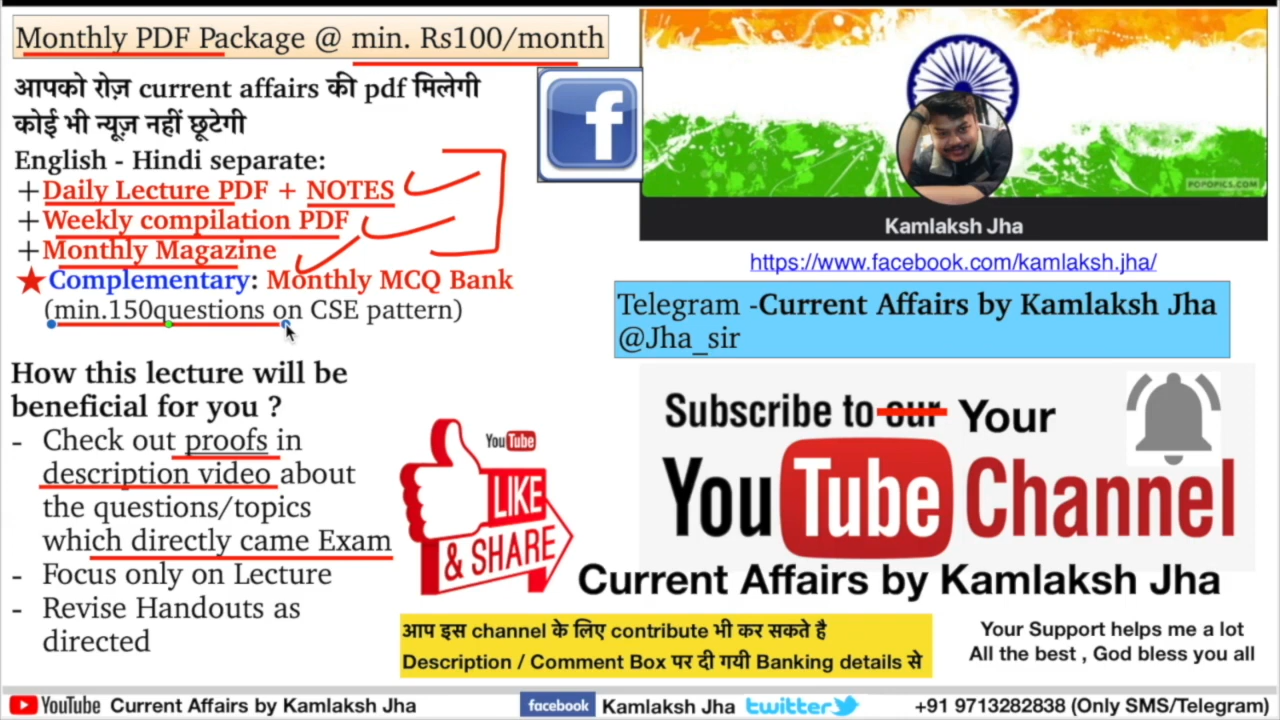 Monthly PDF Package @ min. Rs100/month
आपको रोज़ current affairs की pdf मिलेगी
कोई भी न्यूज़ नहीं छूटेगी
English - Hindi separate:
+Daily Lecture PDF + NOTES
+Weekly compilation PDF
+Monthly Magazine
★Complementary: Monthly MCQ Bank
(min.150questions on CSE pattern)
How this lecture will be
beneficial for you ?
- Check out proofs in
description video about
the questions/topics
which directly came Exam
- Focus only on Lecture
- Revise Handouts as
directed
f
POPOPICS.COM
Kamlaksh Jha
https://www.facebook.com/kamlaksh.jha/
Telegram -Current Affairs by Kamlaksh Jha
@Jha_sir
YouTube
LIKE
& SHARE
Subscribe to our Your
YouTube Channel
Current Affairs by Kamlaksh Jha
आप इस channel के लिए contribute भी कर सकते है
Description / Comment Box पर दी गयी Banking details से
Your Support helps me a lot
All the best , God bless you all
YouTube Current Affairs by Kamlaksh Jha facebook Kamlaksh Jha twitter +91 9713282838 (Only SMS/Telegram)